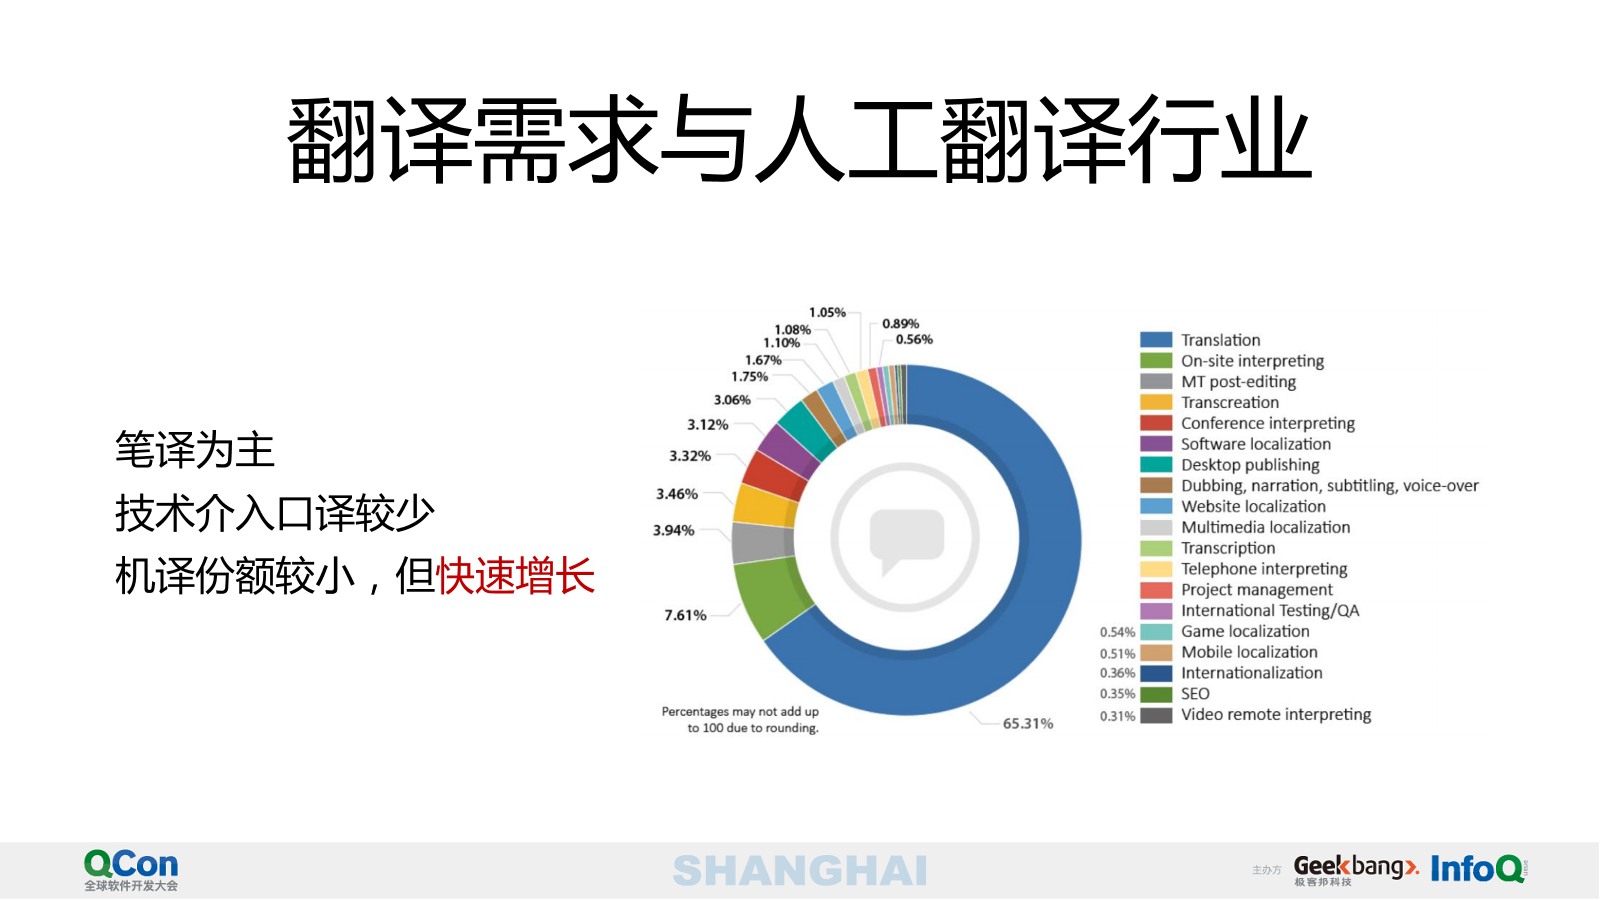 翻译需求与人工翻译行业
笔译为主
技术介入口译较少
机译份额较小，但快速增长
1.05%
1.08%
1.10%
1.67%
1.75%
3.06%
3.12%
3.32%
3.46%
3.94%
7.61%
0.89%
0.56%
65.31%
Percentages may not add up
to 100 due to rounding.
Translation
On-site interpreting
MT post-editing
Transcreation
Conference interpreting
Software localization
Desktop publishing
Dubbing, narration, subtitling, voice-over
Website localization
Multimedia localization
Transcription
Telephone interpreting
Project management
International Testing/QA
0.54% Game localization
0.51% Mobile localization
0.36% Internationalization
0.35% SEO
0.31% Video remote interpreting
QCon
全球软件开发大会
SHANGHAI
主办方
Geekbang
极客邦科技
InfoQ